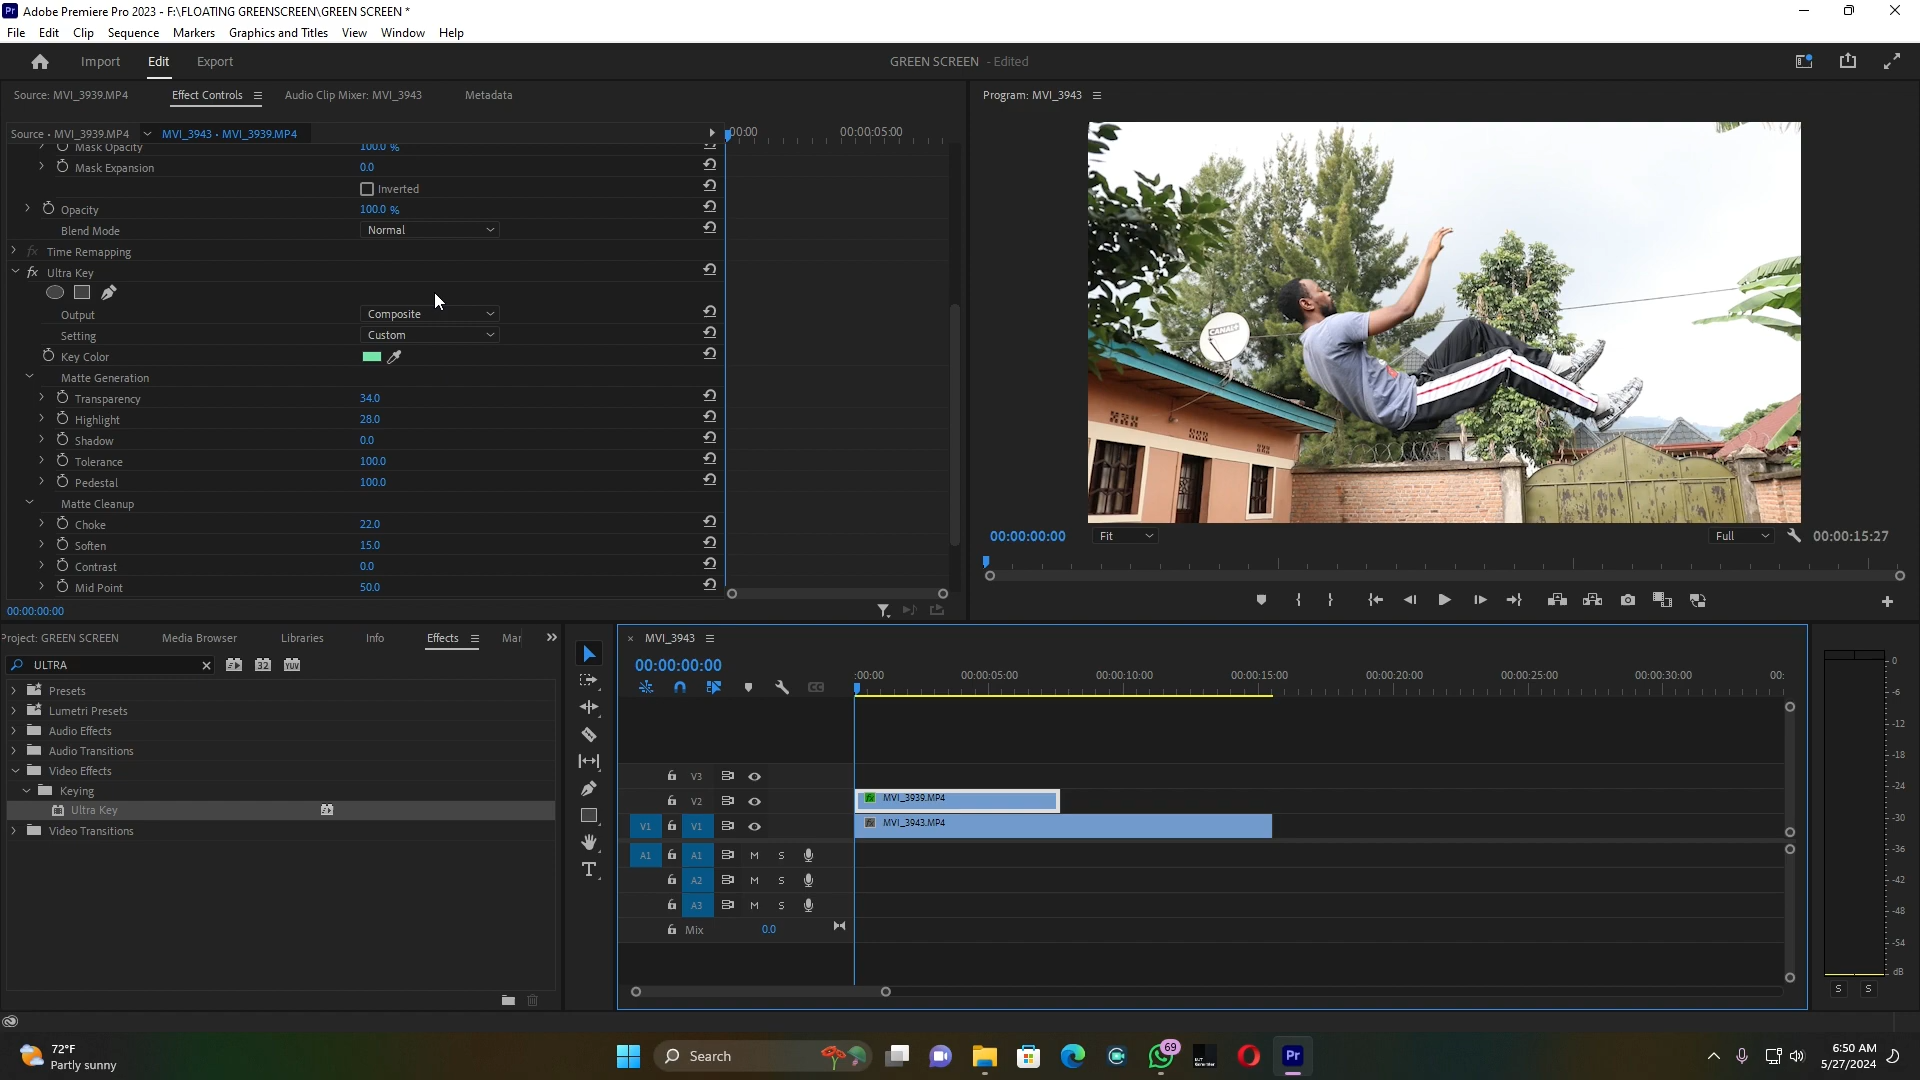 Adobe Premiere Pro 2023 - F:\FLOATING GREENSCREEN\GREEN SCREEN *
File Edit Clip Sequence Markers Graphics and Titles View Window Help
Import Edit Export
GREEN SCREEN - Edited
Source: MVI_3939.MP4 Effect Controls Audio Clip Mixer: MVI_3943 Metadata
Program: MVI_3943
Source • MVI_3939.MP4 MVI_3943 • MVI_3939.MP4
00:00 00:00:05:00
Mask Opacity 100.0 %
Mask Expansion 0.0
Inverted
Opacity 100.0 %
Blend Mode Normal
fx Time Remapping
fx Ultra Key
Output Composite
Setting Custom
Key Color
Matte Generation
Transparency 34.0
Highlight 28.0
Shadow 0.0
Tolerance 100.0
Pedestal 100.0
Matte Cleanup
Choke 22.0
Soften 15.0
Contrast 0.0
Mid Point 50.0
00:00:00:00
CANAL+
00:00:00:00 Fit Full 00:00:15:27
Project: GREEN SCREEN Media Browser Libraries Info Effects Mar
ULTRA 32 YUV
Presets
Lumetri Presets
Audio Effects
Audio Transitions
Video Effects
Keying
Ultra Key
Video Transitions
× MVI_3943
00:00:00:00
:00:00 00:00:05:00 00:00:10:00 00:00:15:00 00:00:20:00 00:00:25:00 00:00:30:00 00:
V3
V2 fx MVI_3939.MP4
V1 V1 fx MVI_3943.MP4
A1 A1 M S
A2 M S
A3 M S
Mix 0.0
0
-6
-12
-18
-24
-30
-36
-42
-48
-54
dB
S S
72°F
Partly sunny
Search
69
Pr
6:50 AM
5/27/2024